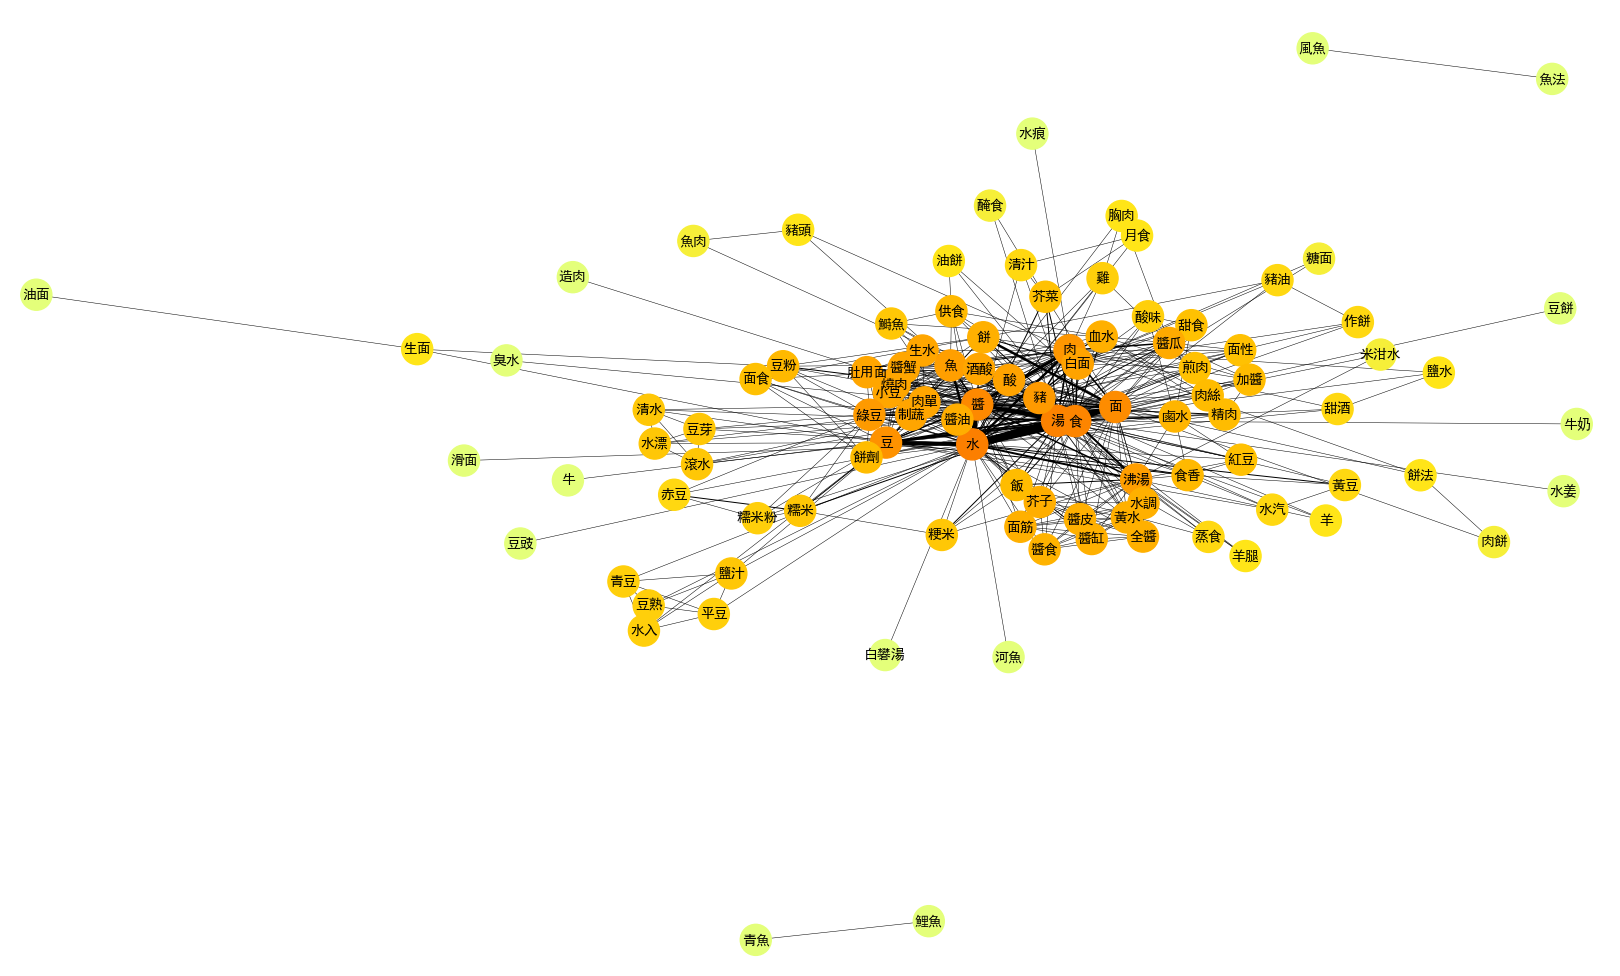 風魚
魚法
水痕
醃食
胸肉
月食
豬頭
魚肉
油餅
清汁
糖面
造肉
雞
豬油
油面
芥菜
豆餅
供食
酸味
鰣魚
甜食
作餅
血水
餅
醬瓜
生面
生水
肉
面性
米泔水
臭水
豆粉
白面
魚
酒酸
醬蟹
煎肉
肚用面
鹽水
面食
酸
加醬
燒肉
小豆
肉絲
豬
肉單
醬
面
清水
甜酒
制蔬
綠豆
精肉
鹵水
醬油
湯
食
牛奶
豆芽
水漂
豆
水
餅劑
紅豆
滑面
滾水
食香
餅法
牛
沸湯
飯
黃豆
水姜
赤豆
芥子
水調
糯米
水汽
糯米粉
黃水
醬皮
羊
面筋
粳米
醬缸
全醬
蒸食
肉餅
豆豉
醬食
羊腿
鹽汁
青豆
豆熟
平豆
水入
白礬湯
河魚
鯉魚
青魚